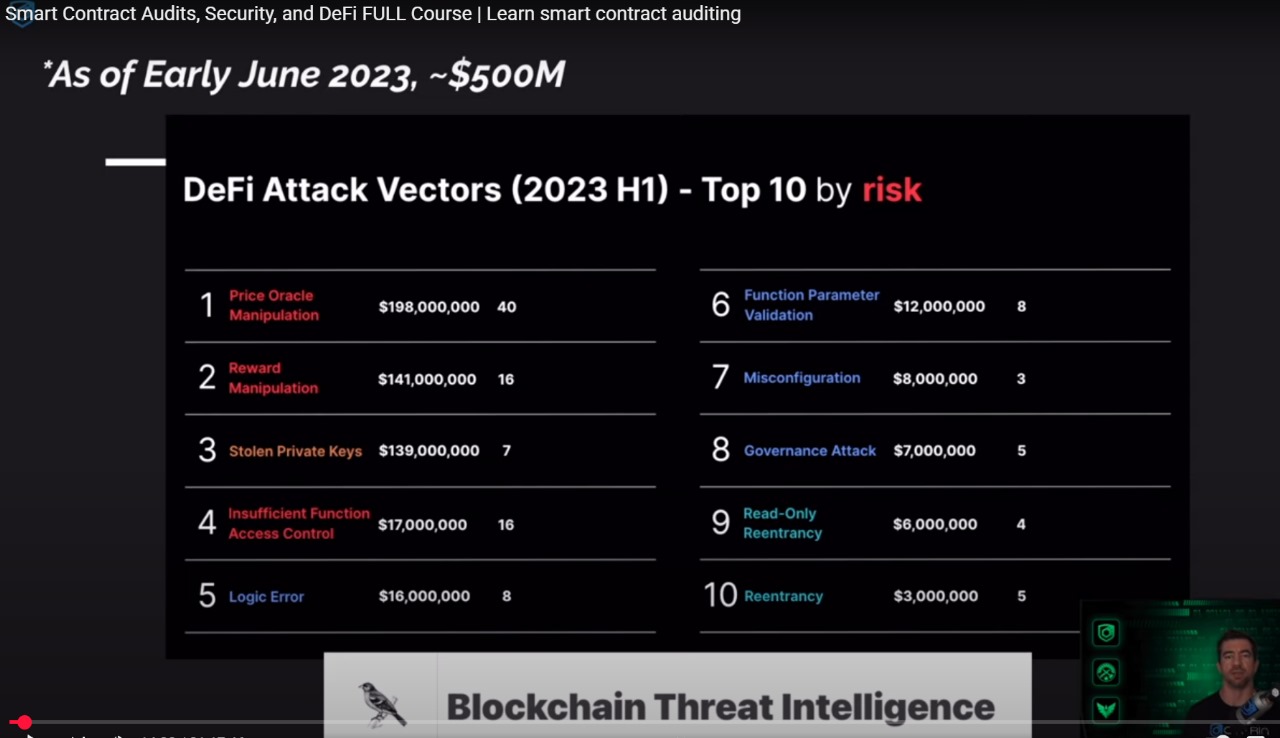 Smart Contract Audits, Security, and DeFi FULL Course | Learn smart contract auditing
*As of Early June 2023, ~$500M
DeFi Attack Vectors (2023 H1) - Top 10 by risk
1 Price Oracle Manipulation $198,000,000 40
2 Reward Manipulation $141,000,000 16
3 Stolen Private Keys $139,000,000 7
4 Insufficient Function Access Control $17,000,000 16
5 Logic Error $16,000,000 8
6 Function Parameter Validation $12,000,000 8
7 Misconfiguration $8,000,000 3
8 Governance Attack $7,000,000 5
9 Read-Only Reentrancy $6,000,000 4
10 Reentrancy $3,000,000 5
Blockchain Threat Intelligence